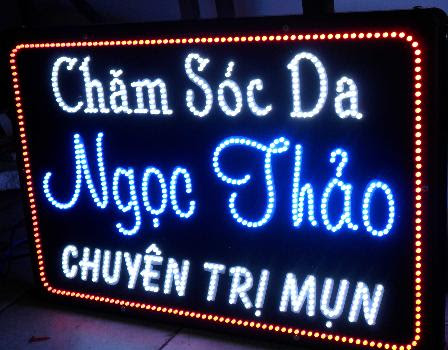 Chăm Sóc Da
Ngọc Thảo
CHUYÊN TRỊ MỤN